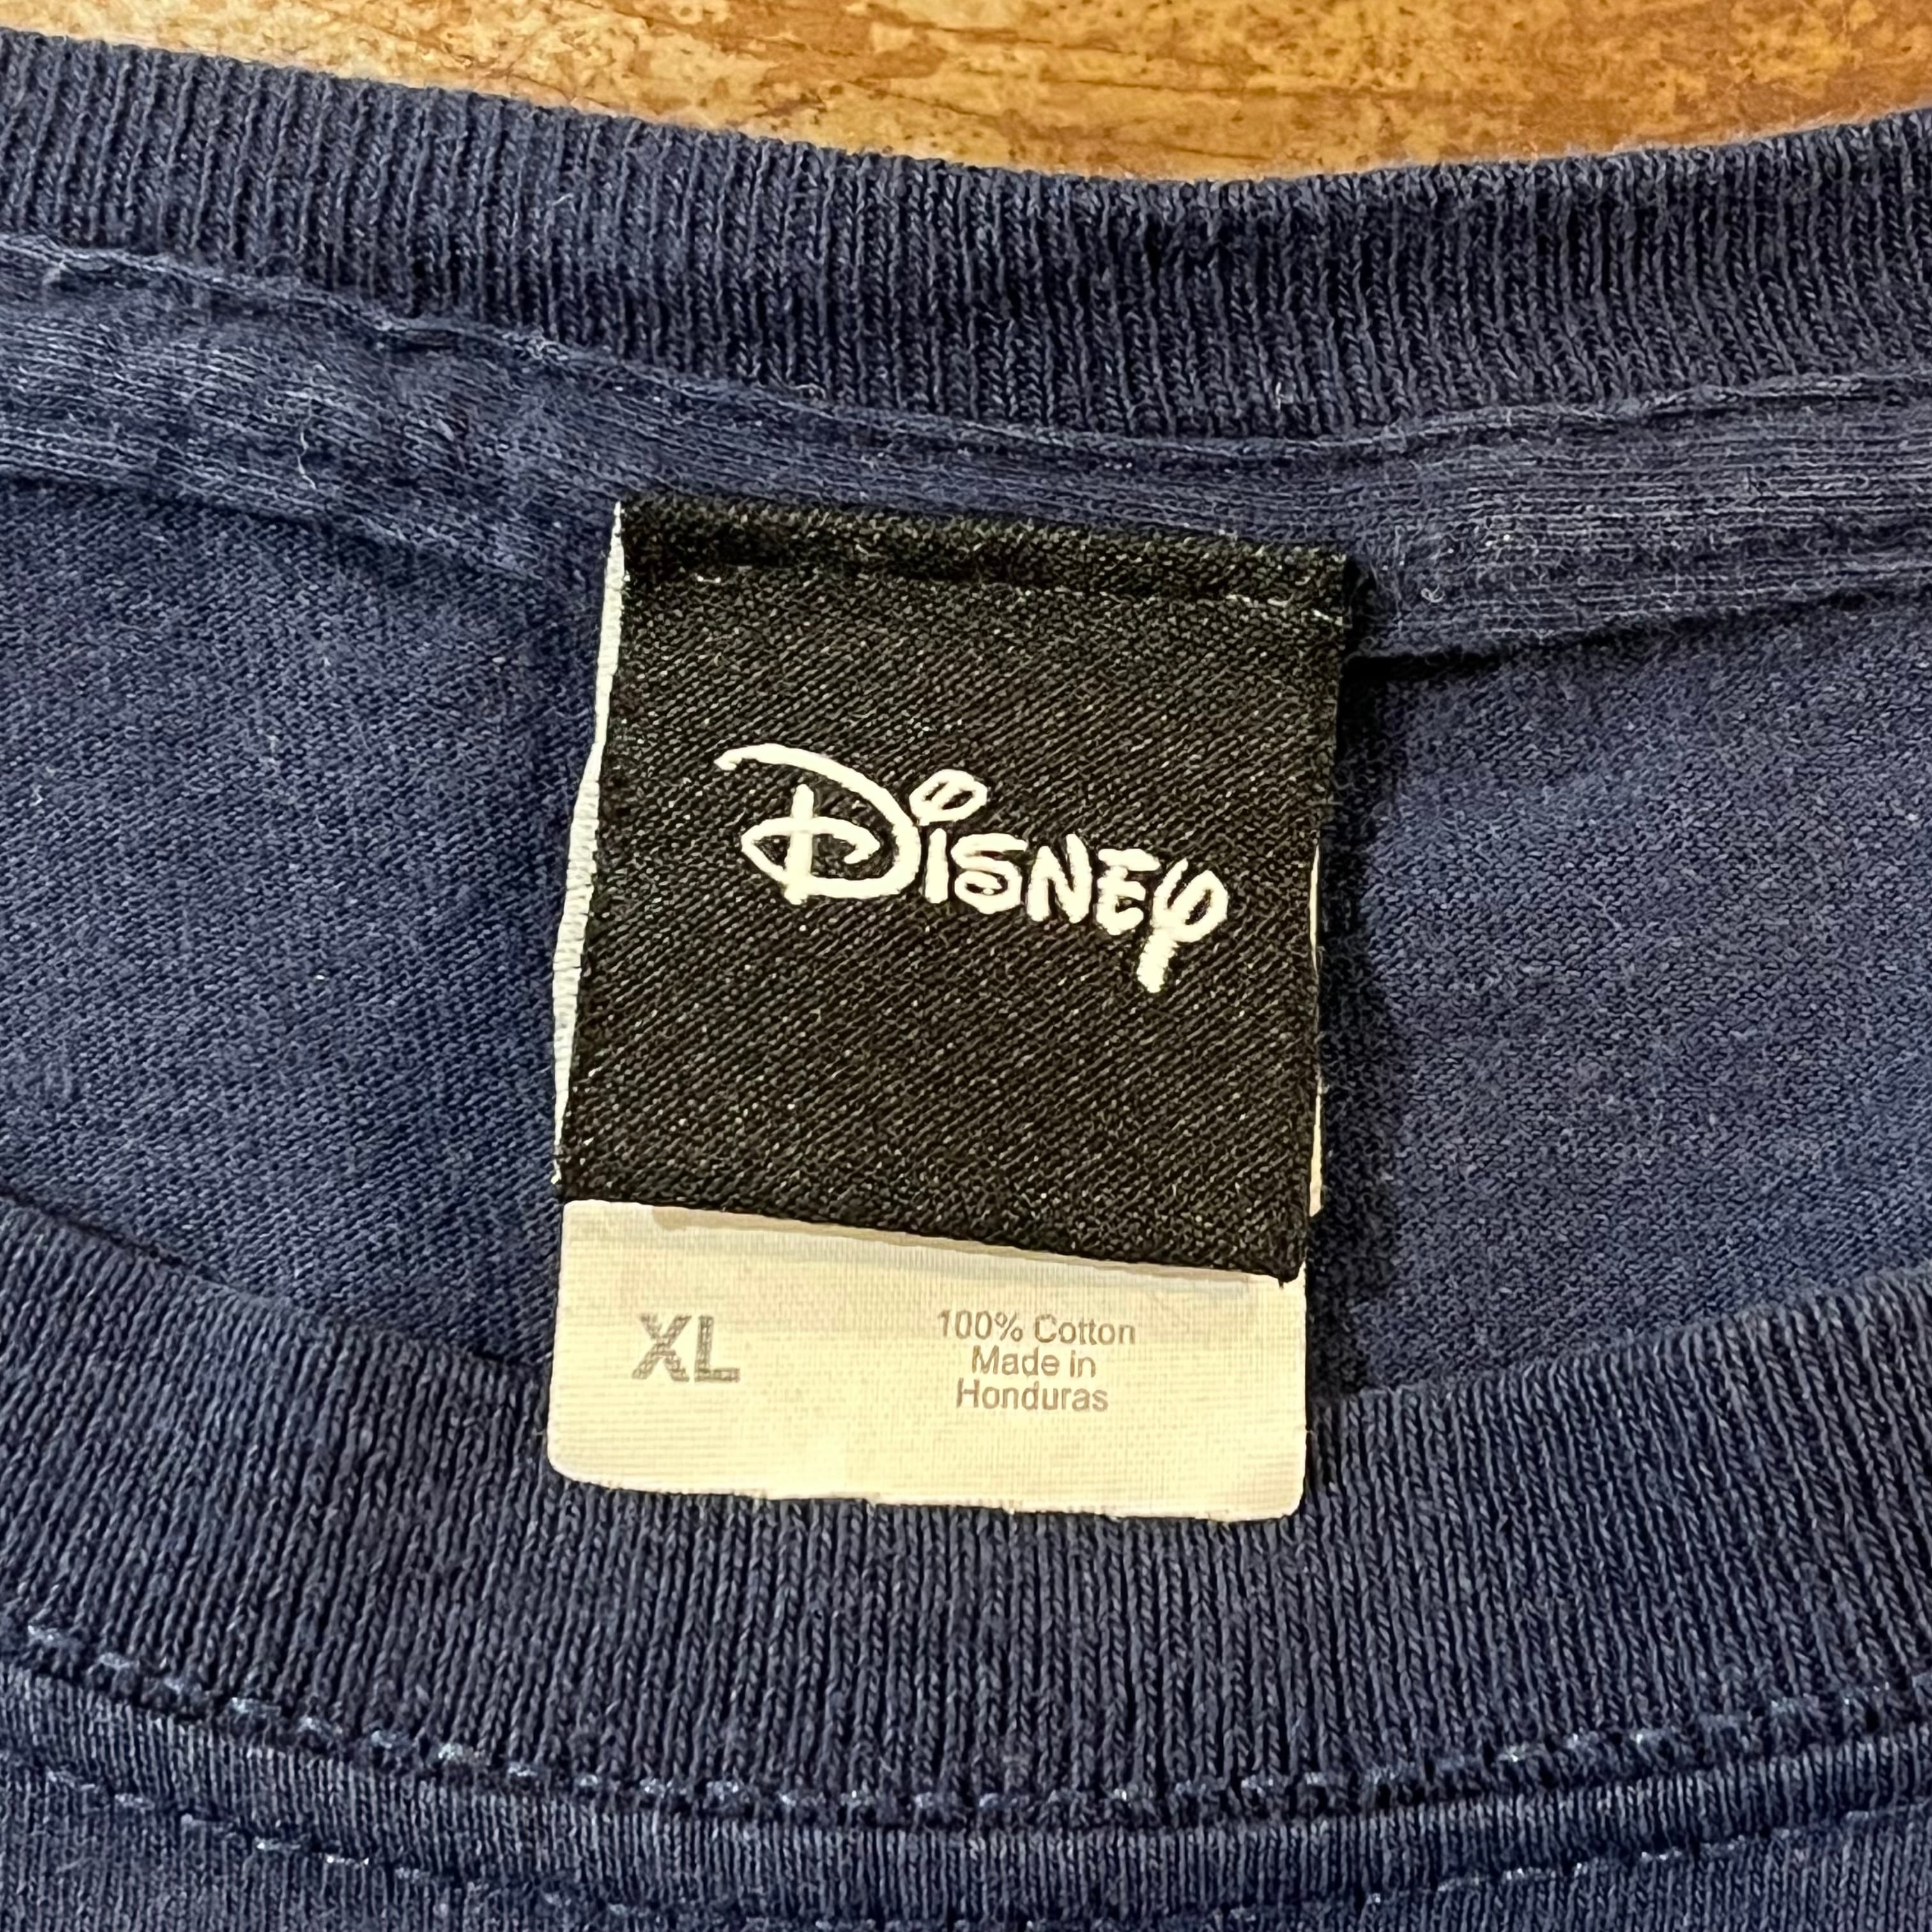 Disney
XL
100% Cotton
Made in
Honduras